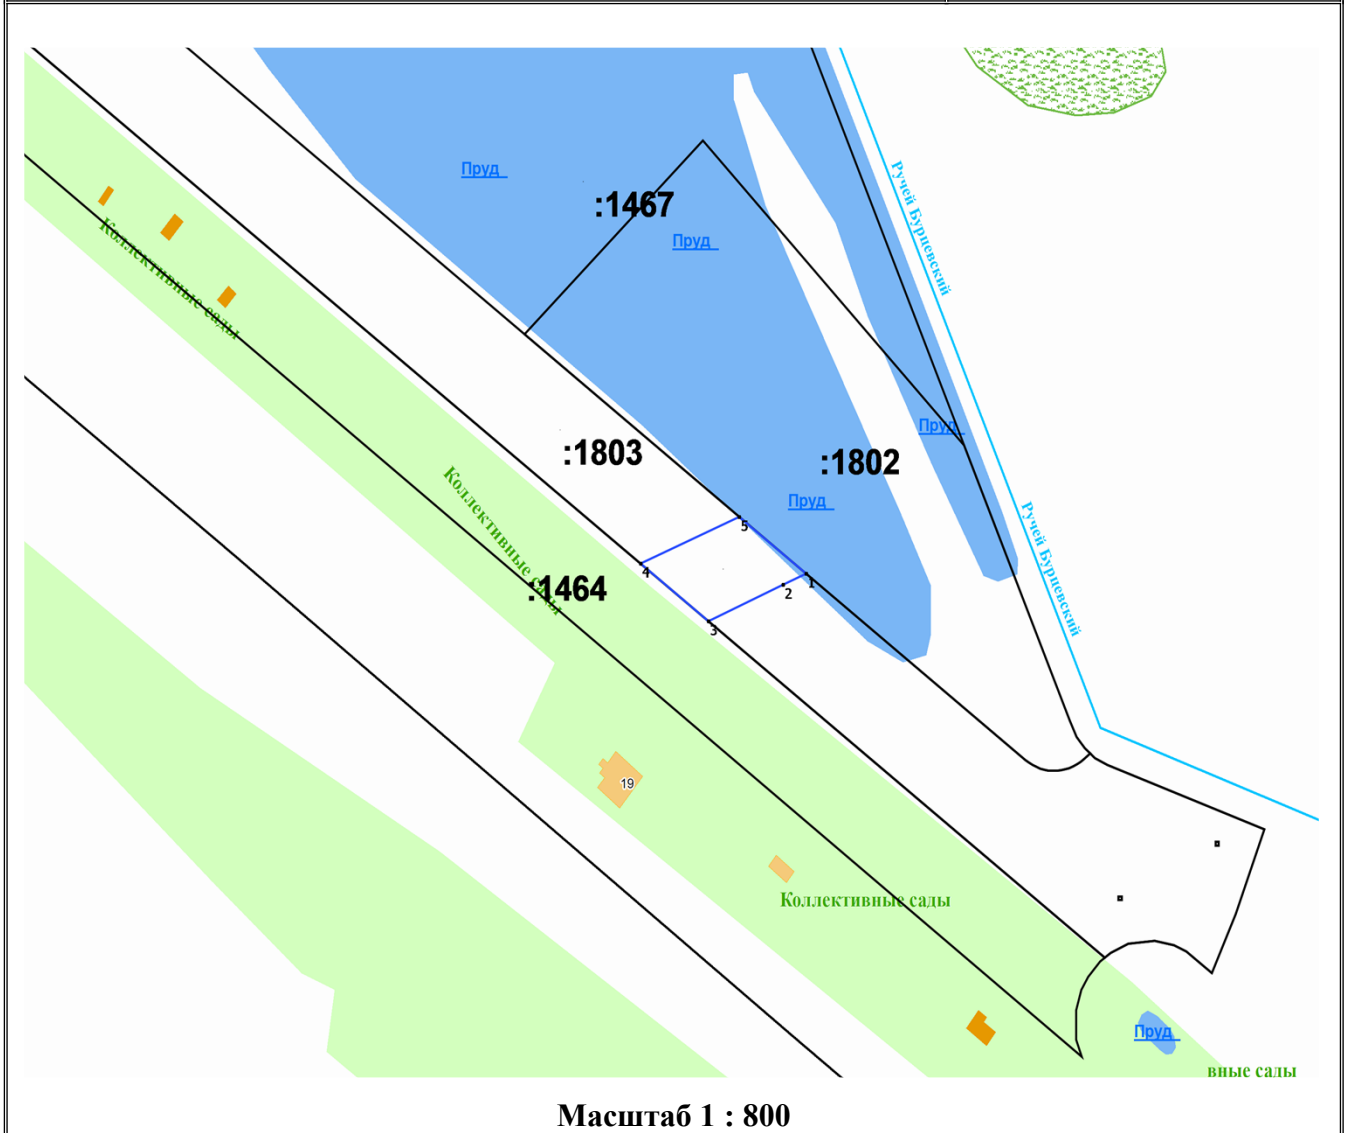 Пруд
:1467
Ручей Бурцевский
Коллективные сады
Пруд
Пруд
:1803
:1802
Коллективные сады
Пруд
5
Ручей Бурцевский
4
1
:1464
2
3
19
Коллективные сады
Пруд
вные сады
Масштаб 1 : 800